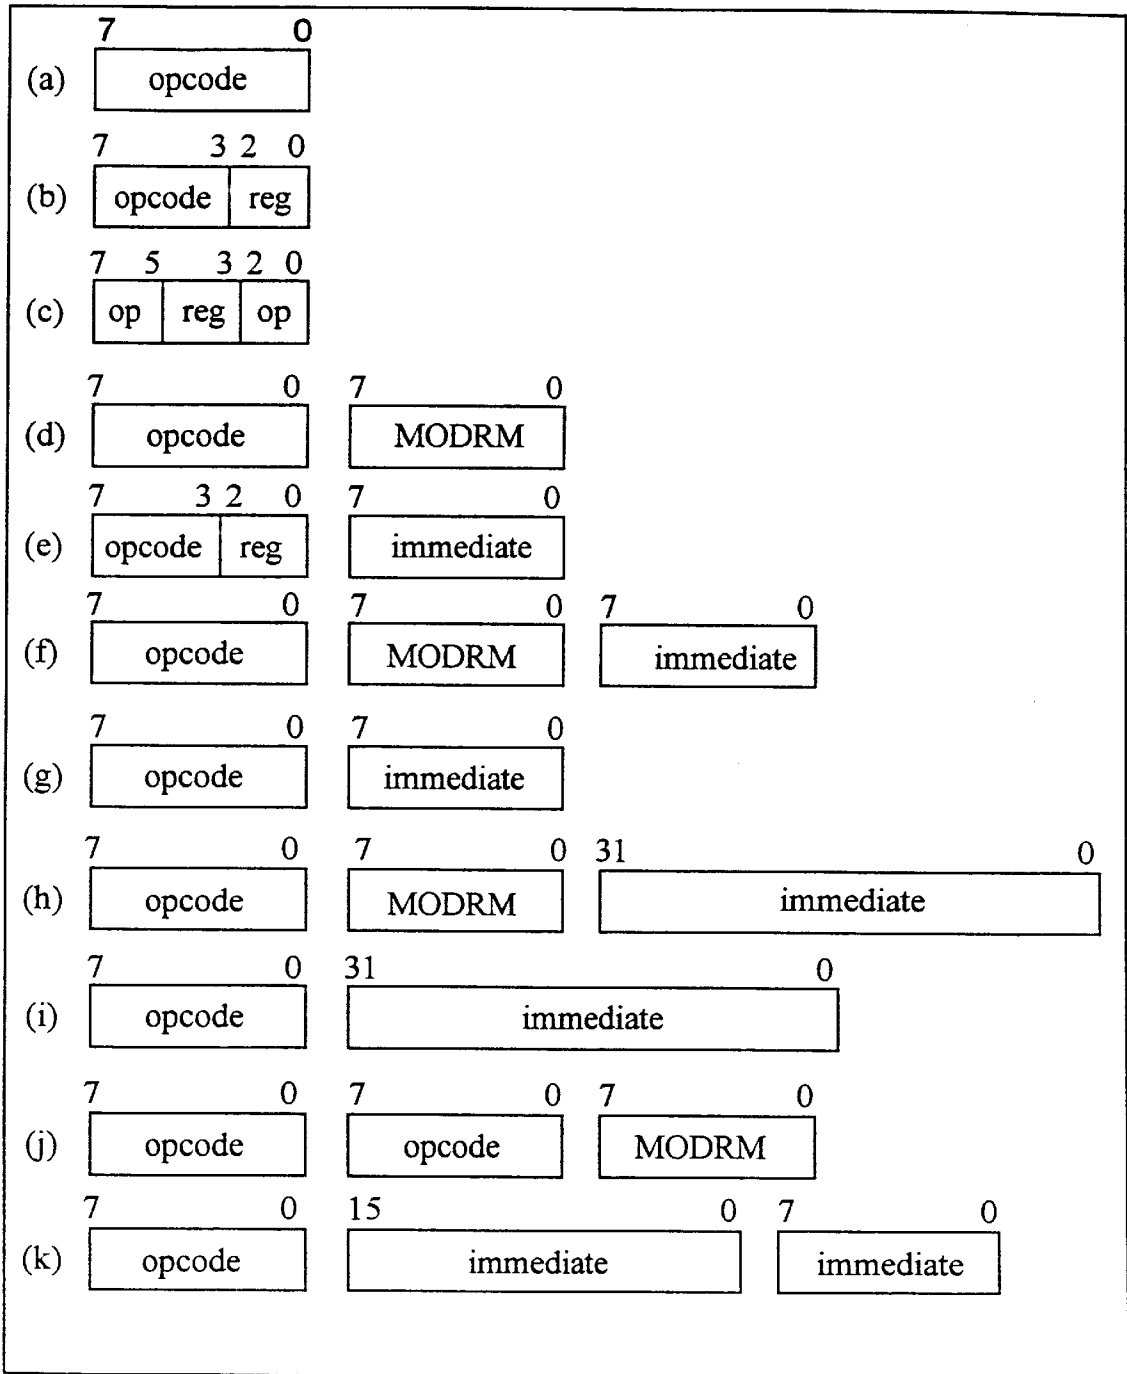 7 0
(a) opcode
7 3 2 0
(b) opcode reg
7 5 3 2 0
(c) op reg op
7 0 7 0
(d) opcode MODRM
7 3 2 0 7 0
(e) opcode reg immediate
7 0 7 0 7 0
(f) opcode MODRM immediate
7 0 7 0
(g) opcode immediate
7 0 7 0 31 0
(h) opcode MODRM immediate
7 0 31 0
(i) opcode immediate
7 0 7 0 7 0
(j) opcode opcode MODRM
7 0 15 0 7 0
(k) opcode immediate immediate